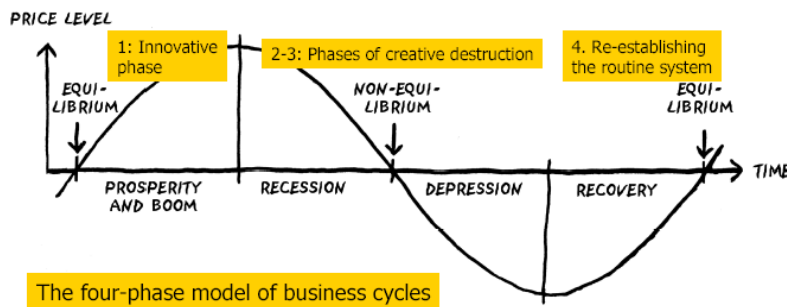 PRICE LEVEL
1: Innovative
phase
2-3: Phases of creative destruction
4. Re-establishing
the routine system
EQUI-
LIBRIUM
NON-EQUI-
LIBRIUM
EQUI-
LIBRIUM
TIME
PROSPERITY
AND BOOM
RECESSION
DEPRESSION
RECOVERY
The four-phase model of business cycles